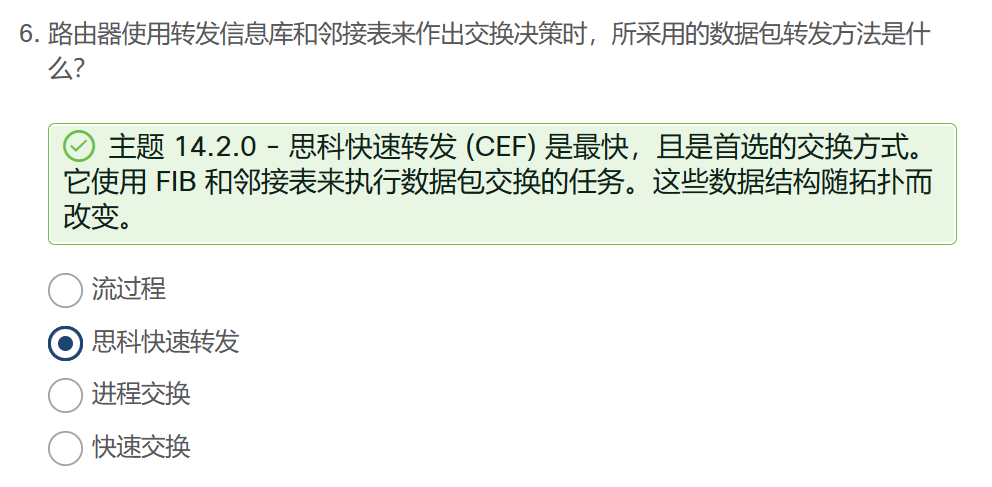 6. 路由器使用转发信息库和邻接表来作出交换决策时，所采用的数据包转发方法是什
么？
主题 14.2.0 - 思科快速转发 (CEF) 是最快，且是首选的交换方式。
它使用 FIB 和邻接表来执行数据包交换的任务。这些数据结构随拓扑而
改变。
流过程
思科快速转发
进程交换
快速交换